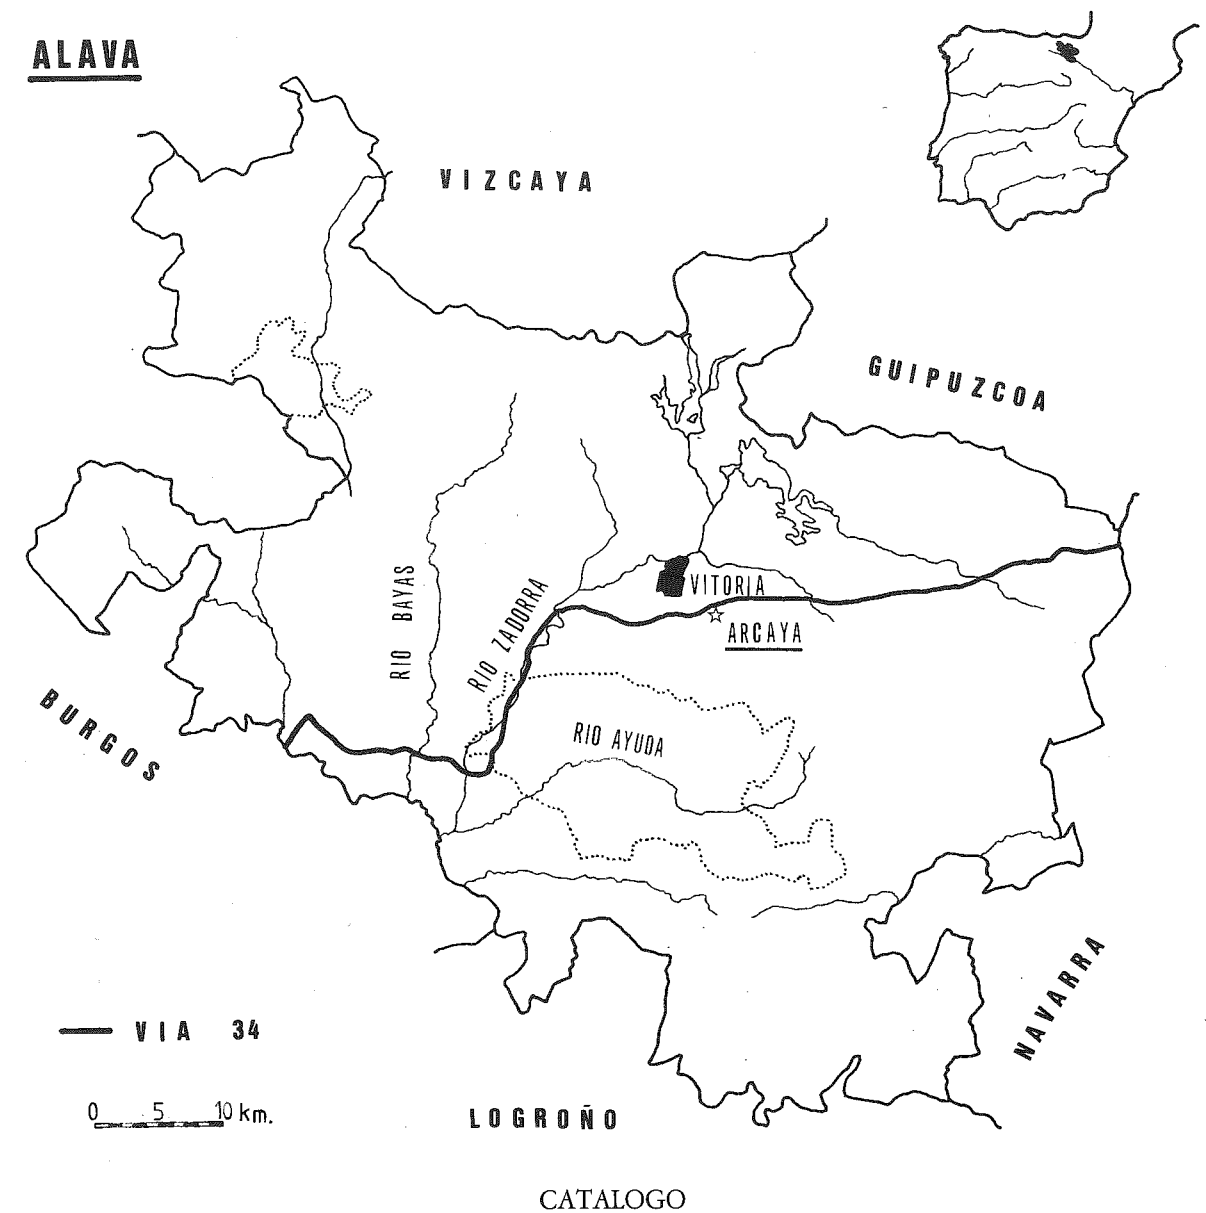 ALAVA
VIZCAYA
GUIPUZCOA
VITORIA
RIO BAYAS
RIO ZADORRA
ARCAYA
BURGOS
RIO AYUDA
NAVARRA
VIA 34
0 5 10 km.
LOGROÑO
CATALOGO